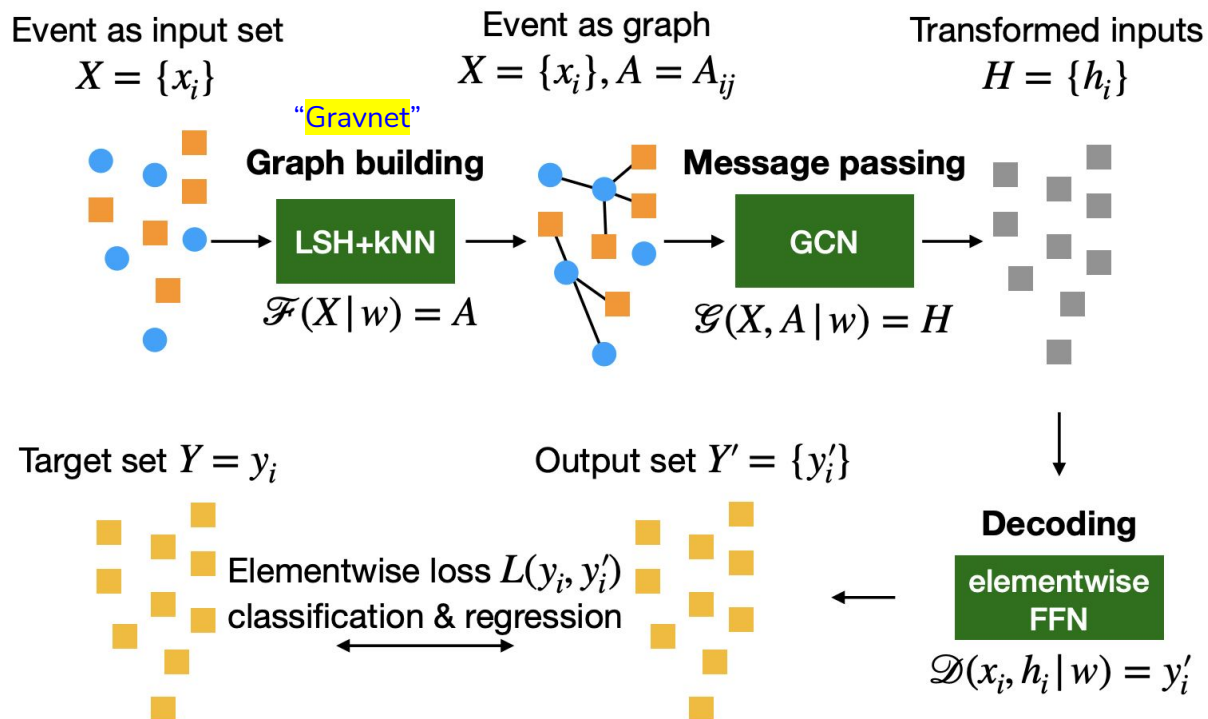 Event as input set
X = {xᵢ}
Event as graph
X = {xᵢ}, A = Aᵢⱼ
Transformed inputs
H = {hᵢ}
“Gravnet”
Graph building
LSH+kNN
ℱ(X|w) = A
Message passing
GCN
𝒢(X, A|w) = H
Target set Y = yᵢ
Output set Y′ = {y′ᵢ}
Decoding
elementwise
FFN
𝒟(xᵢ, hᵢ|w) = y′ᵢ
Elementwise loss L(yᵢ, y′ᵢ)
classification & regression